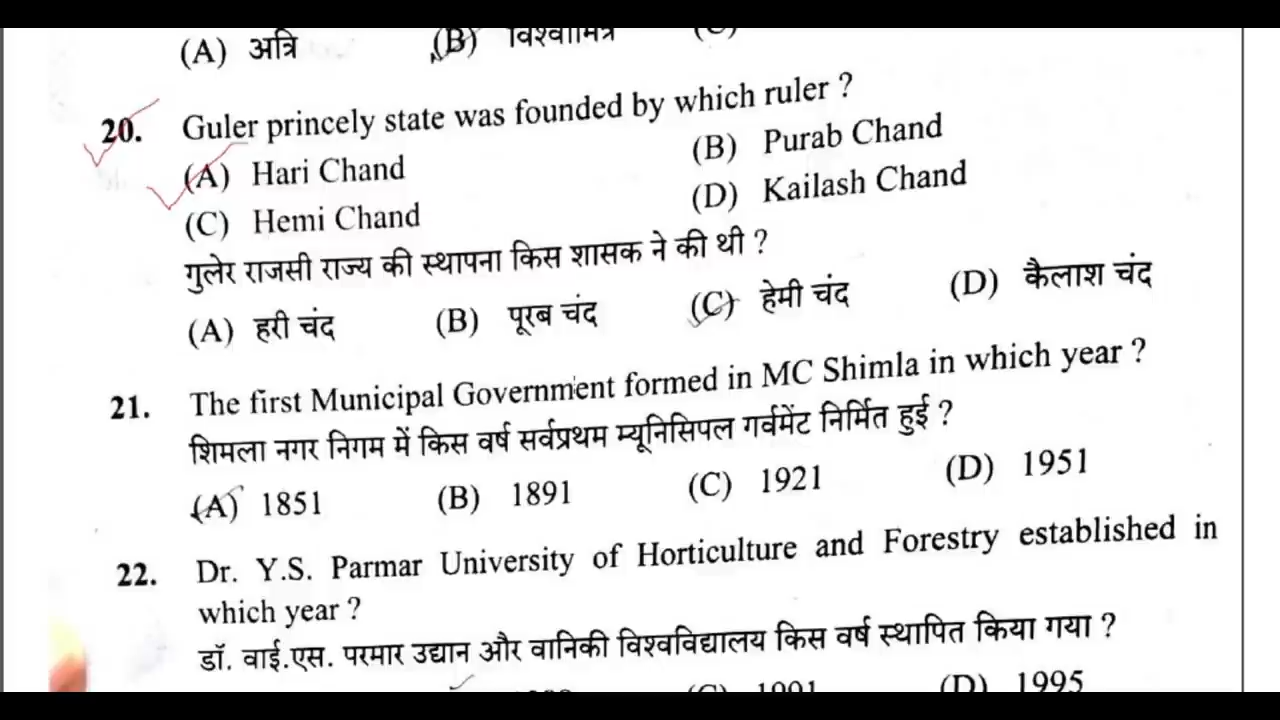 (A) अत्रि (B) विश्वामित्र (C)
20. Guler princely state was founded by which ruler ?
(A) Hari Chand (B) Purab Chand
(C) Hemi Chand (D) Kailash Chand
गुलेर राजसी राज्य की स्थापना किस शासक ने की थी ?
(A) हरी चंद (B) पूरब चंद (C) हेमी चंद (D) कैलाश चंद
21. The first Municipal Government formed in MC Shimla in which year ?
शिमला नगर निगम में किस वर्ष सर्वप्रथम म्यूनिसिपल गर्वमेंट निर्मित हुई ?
(A) 1851 (B) 1891 (C) 1921 (D) 1951
22. Dr. Y.S. Parmar University of Horticulture and Forestry established in
which year ?
डॉ. वाई.एस. परमार उद्यान और वानिकी विश्वविद्यालय किस वर्ष स्थापित किया गया ?
(C) 1991 (D) 1995